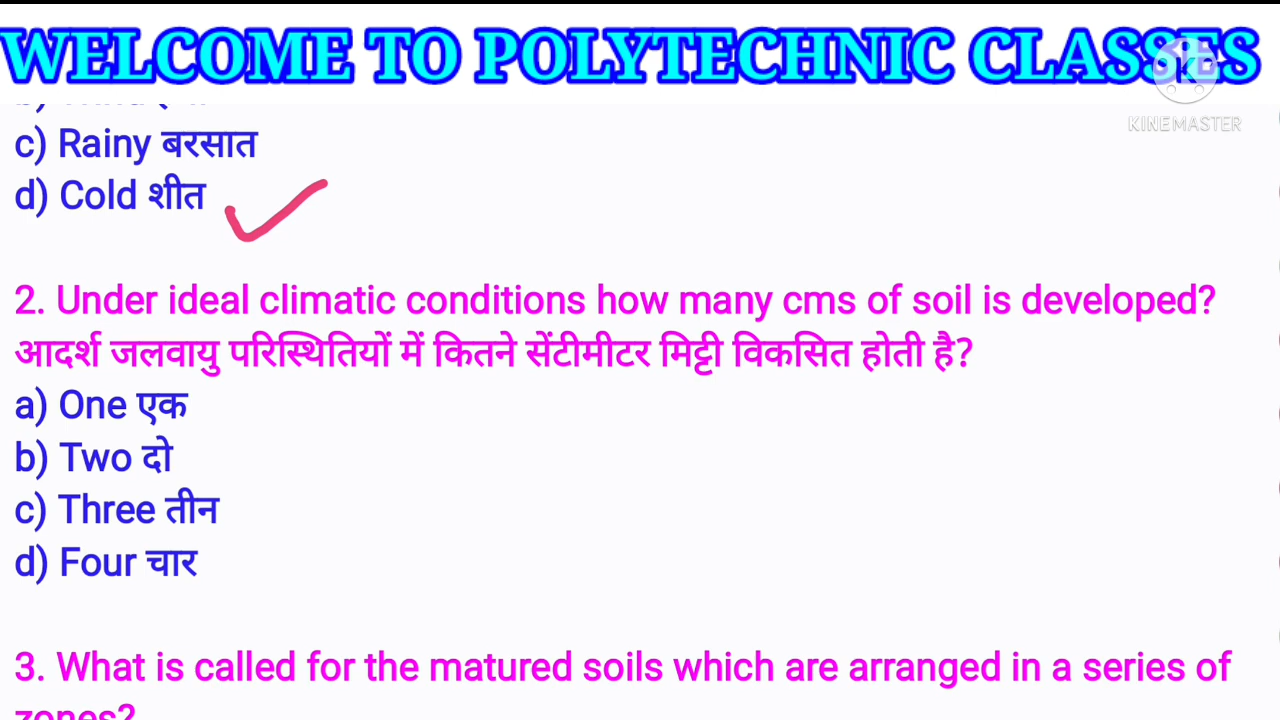 WELCOME TO POLYTECHNIC CLASSES
KINEMASTER
c) Rainy बरसात
d) Cold शीत
2. Under ideal climatic conditions how many cms of soil is developed?
आदर्श जलवायु परिस्थितियों में कितने सेंटीमीटर मिट्टी विकसित होती है?
a) One एक
b) Two दो
c) Three तीन
d) Four चार
3. What is called for the matured soils which are arranged in a series of
zones?